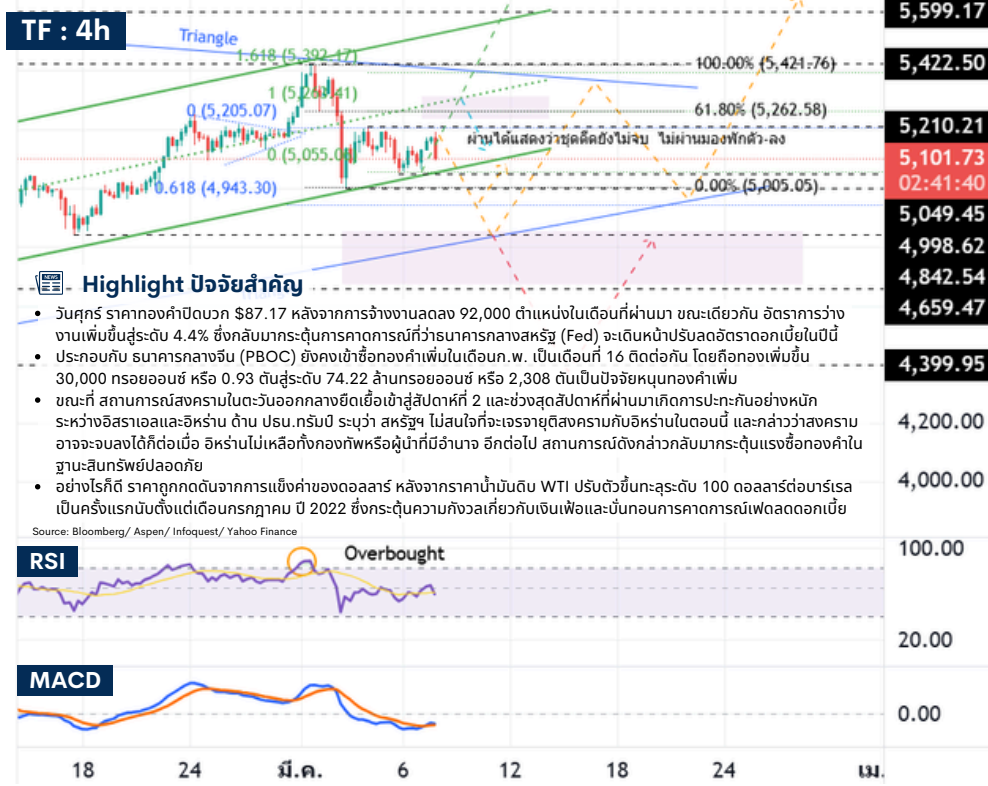 TF : 4h
5,599.17
Triangle
1.618 (5,392.17)
100.00% (5,421.76)
5,422.50
1 (5,263.41)
0 (5,205.07)
61.80% (5,262.58)
5,210.21
ผ่านได้แสดงว่าชุดดีดยังไม่จบ ไม่ผ่านมองพักตัว-ลง
0 (5,055.0
5,101.73
02:41:40
0.618 (4,943.30)
0.00% (5,005.05)
5,049.45
4,998.62
4,842.54
4,659.47
4,399.95
4,200.00
4,000.00
NEWS
Highlight ปัจจัยสำคัญ
• วันศุกร์ ราคาทองคำปิดบวก $87.17 หลังจากการจ้างงานลดลง 92,000 ตำแหน่งในเดือนที่ผ่านมา ขณะเดียวกัน อัตราการว่าง
งานเพิ่มขึ้นสู่ระดับ 4.4% ซึ่งกลับมากระตุ้นการคาดการณ์ที่ว่าธนาคารกลางสหรัฐ (Fed) จะเดินหน้าปรับลดอัตราดอกเบี้ยในปีนี้
• ประกอบกับ ธนาคารกลางจีน (PBOC) ยังคงเข้าซื้อทองคำเพิ่มในเดือนก.พ. เป็นเดือนที่ 16 ติดต่อกัน โดยถือทองเพิ่มขึ้น
30,000 ทรอยออนซ์ หรือ 0.93 ตันสู่ระดับ 74.22 ล้านทรอยออนซ์ หรือ 2,308 ตันเป็นปัจจัยหนุนทองคำเพิ่ม
• ขณะที่ สถานการณ์สงครามในตะวันออกกลางยืดเยื้อเข้าสู่สัปดาห์ที่ 2 และช่วงสุดสัปดาห์ที่ผ่านมาเกิดการปะทะกันอย่างหนัก
ระหว่างอิสราเอลและอิหร่าน ด้าน ปธน.ทรัมป์ ระบุว่า สหรัฐฯ ไม่สนใจที่จะเจรจายุติสงครามกับอิหร่านในตอนนี้ และกล่าวว่าสงคราม
อาจจะจบลงได้ก็ต่อเมื่อ อิหร่านไม่เหลือทั้งกองทัพหรือผู้นำที่มีอำนาจ อีกต่อไป สถานการณ์ดังกล่าวกลับมากระตุ้นแรงซื้อทองคำใน
ฐานะสินทรัพย์ปลอดภัย
• อย่างไรก็ดี ราคาถูกกดดันจากการแข็งค่าของดอลลาร์ หลังจากราคาน้ำมันดิบ WTI ปรับตัวขึ้นทะลุระดับ 100 ดอลลาร์ต่อบาร์เรล
เป็นครั้งแรกนับตั้งแต่เดือนกรกฎาคม ปี 2022 ซึ่งกระตุ้นความกังวลเกี่ยวกับเงินเฟ้อและบั่นทอนการคาดการณ์เฟดลดดอกเบี้ย
Source: Bloomberg/ Aspen/ Infoquest/ Yahoo Finance
RSI
Overbought
100.00
20.00
MACD
0.00
18 24 มี.ค. 6 12 18 24 เม.